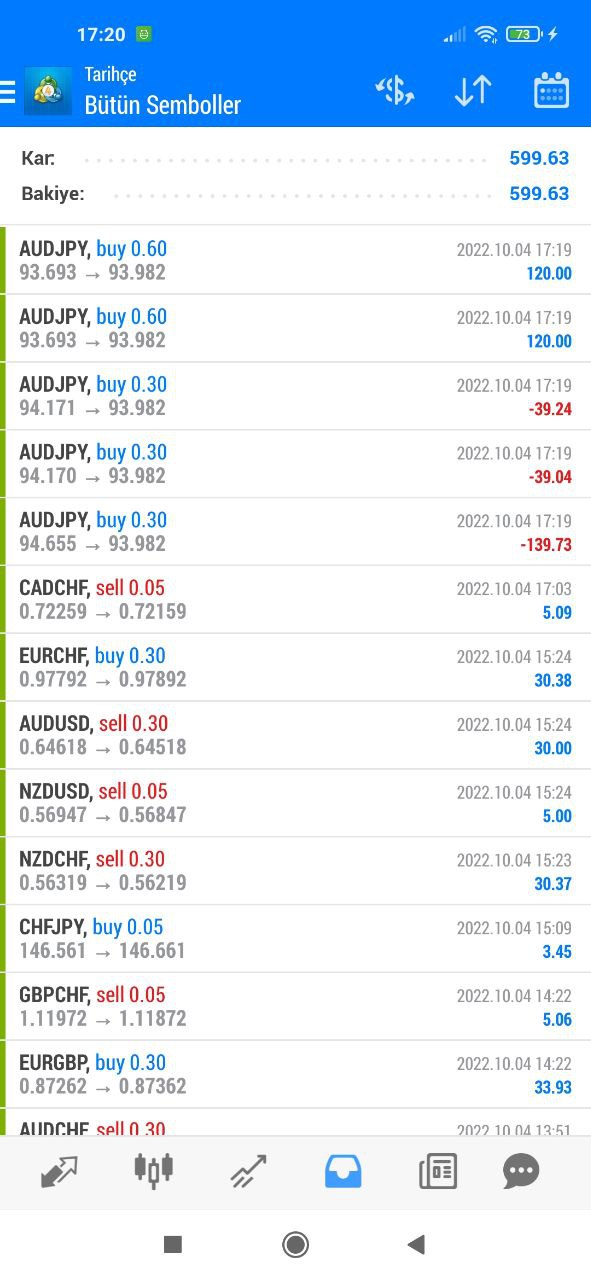 17:20
73
Tarihçe
Bütün Semboller
Kar: 599.63
Bakiye: 599.63
AUDJPY, buy 0.60 2022.10.04 17:19
93.693 → 93.982 120.00
AUDJPY, buy 0.60 2022.10.04 17:19
93.693 → 93.982 120.00
AUDJPY, buy 0.30 2022.10.04 17:19
94.171 → 93.982 -39.24
AUDJPY, buy 0.30 2022.10.04 17:19
94.170 → 93.982 -39.04
AUDJPY, buy 0.30 2022.10.04 17:19
94.655 → 93.982 -139.73
CADCHF, sell 0.05 2022.10.04 17:03
0.72259 → 0.72159 5.09
EURCHF, buy 0.30 2022.10.04 15:24
0.97792 → 0.97892 30.38
AUDUSD, sell 0.30 2022.10.04 15:24
0.64618 → 0.64518 30.00
NZDUSD, sell 0.05 2022.10.04 15:24
0.56947 → 0.56847 5.00
NZDCHF, sell 0.30 2022.10.04 15:23
0.56319 → 0.56219 30.37
CHFJPY, buy 0.05 2022.10.04 15:09
146.561 → 146.661 3.45
GBPCHF, sell 0.05 2022.10.04 14:22
1.11972 → 1.11872 5.06
EURGBP, buy 0.30 2022.10.04 14:22
0.87262 → 0.87362 33.93
AUDCHF, sell 0.30 2022.10.04 13:51